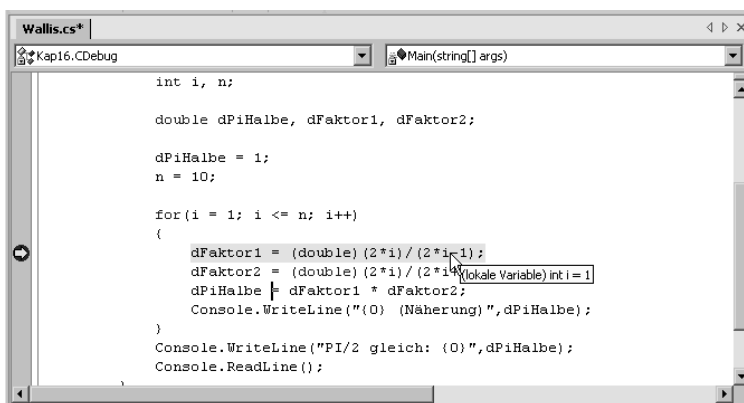 Wallis.cs*
Kap16.CDebug
Main(string[] args)
int i, n;
double dPiHalbe, dFaktor1, dFaktor2;
dPiHalbe = 1;
n = 10;
for(i = 1; i <= n; i++)
{
dFaktor1 = (double)(2*i)/(2*i-1);
dFaktor2 = (double)(2*i)/(2*i
(lokale Variable) int i = 1
dPiHalbe = dFaktor1 * dFaktor2;
Console.WriteLine("{0} (Näherung)",dPiHalbe);
}
Console.WriteLine("PI/2 gleich: {0}",dPiHalbe);
Console.ReadLine();